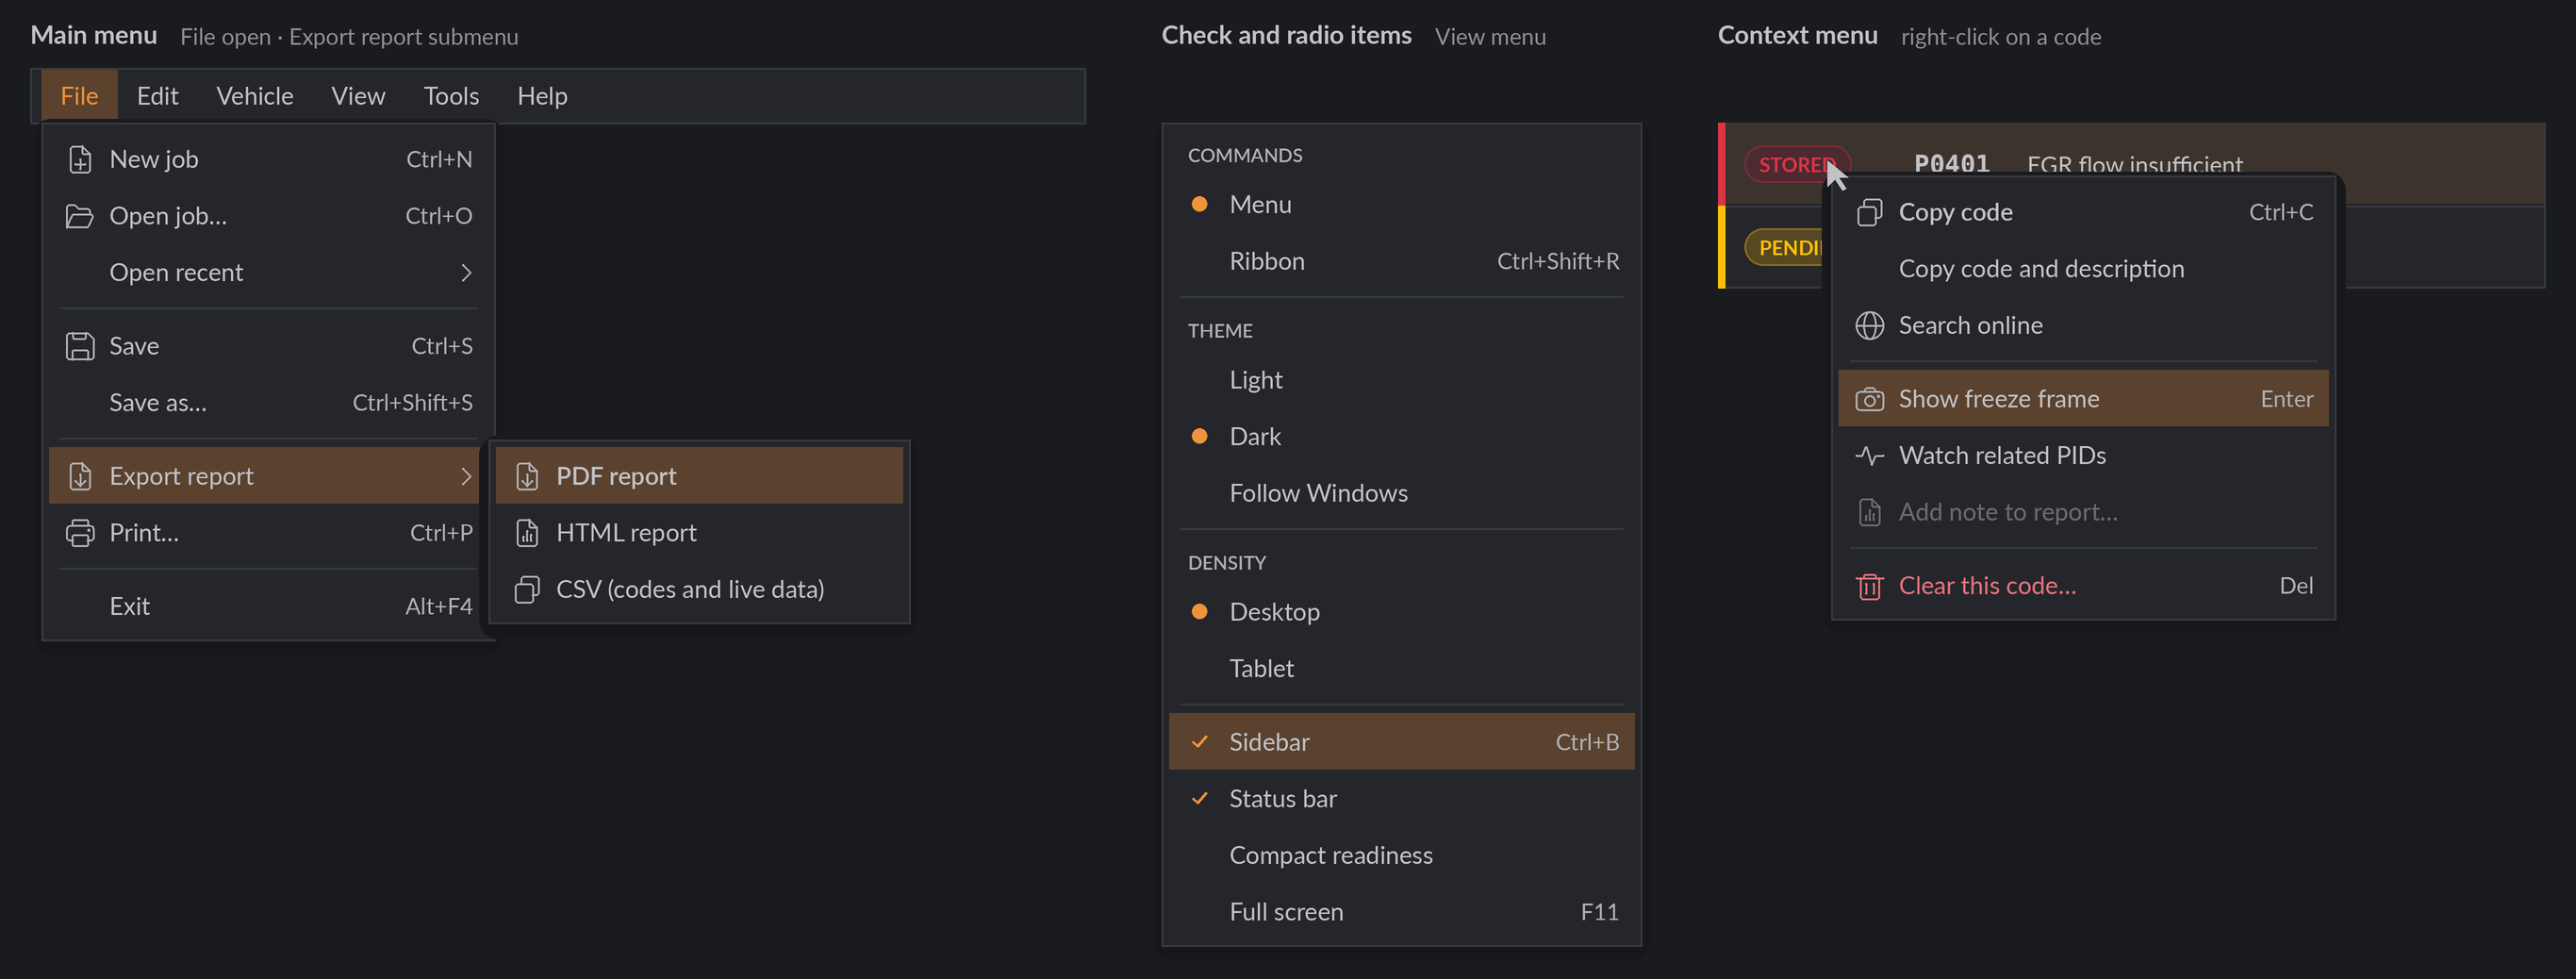 Main menu File open · Export report submenu
File Edit Vehicle View Tools Help
New job Ctrl+N
Open job... Ctrl+O
Open recent
Save Ctrl+S
Save as... Ctrl+Shift+S
Export report
Print... Ctrl+P
Exit Alt+F4
PDF report
HTML report
CSV (codes and live data)
Check and radio items View menu
COMMANDS
Menu
Ribbon Ctrl+Shift+R
THEME
Light
Dark
Follow Windows
DENSITY
Desktop
Tablet
Sidebar Ctrl+B
Status bar
Compact readiness
Full screen F11
Context menu right-click on a code
STORED P0401 EGR flow insufficient
PENDI
Copy code Ctrl+C
Copy code and description
Search online
Show freeze frame Enter
Watch related PIDs
Add note to report...
Clear this code... Del